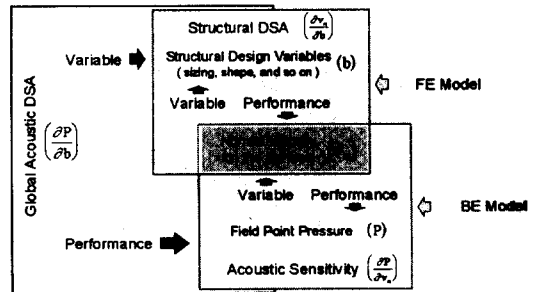 Structural DSA (∂vₙ/∂b)
Structural Design Variables (b)
( sizing, shape, and so on )
Variable
Variable Performance
FE Model
Global Acoustic DSA
(∂P/∂b)
Variable Performance
BE Model
Field Point Pressure (P)
Performance
Acoustic Sensitivity (∂P/∂vₙ)